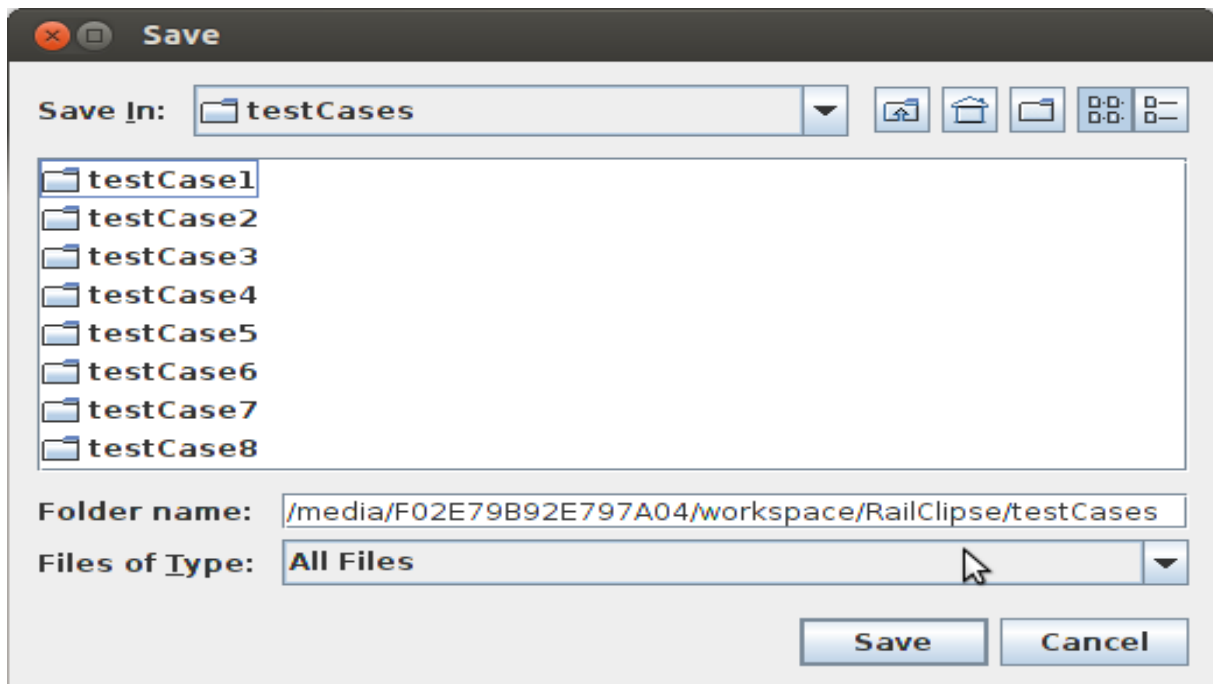 Save
Save In: testCases
testCase1
testCase2
testCase3
testCase4
testCase5
testCase6
testCase7
testCase8
Folder name: /media/F02E79B92E797A04/workspace/RailClipse/testCases
Files of Type: All Files
Save Cancel